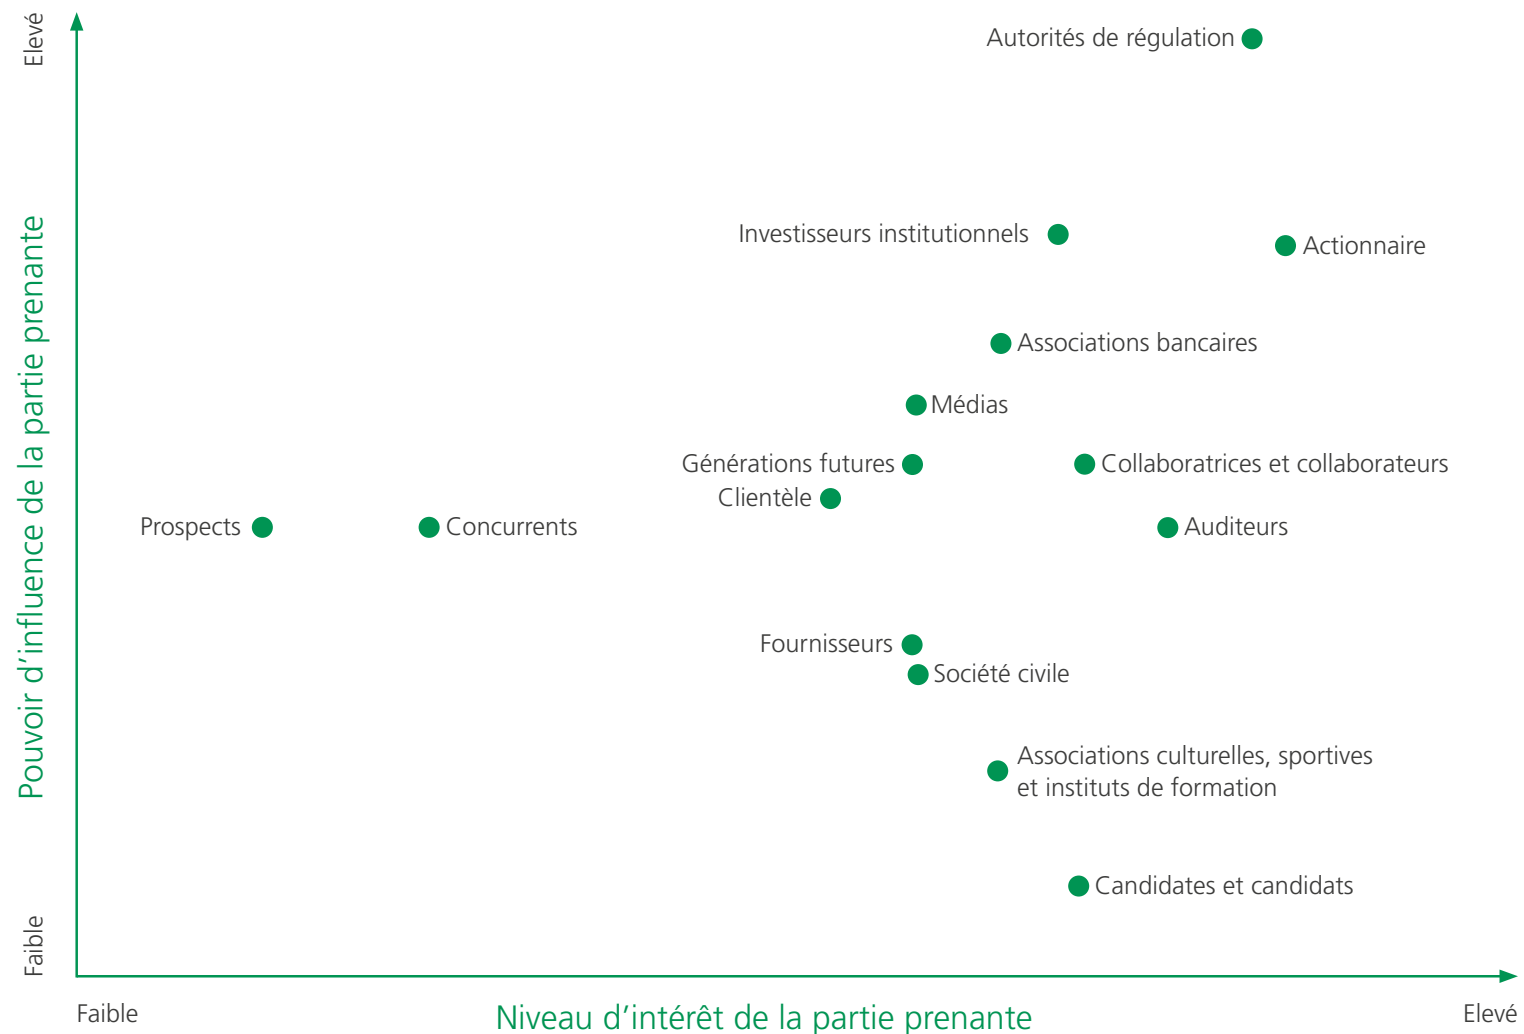 Elevé
Autorités de régulation
Investisseurs institutionnels
Actionnaire
Associations bancaires
Médias
Générations futures
Collaboratrices et collaborateurs
Clientèle
Prospects
Concurrents
Auditeurs
Pouvoir d’influence de la partie prenante
Fournisseurs
Société civile
Associations culturelles, sportives
et instituts de formation
Candidates et candidats
Faible
Faible
Niveau d’intérêt de la partie prenante
Elevé